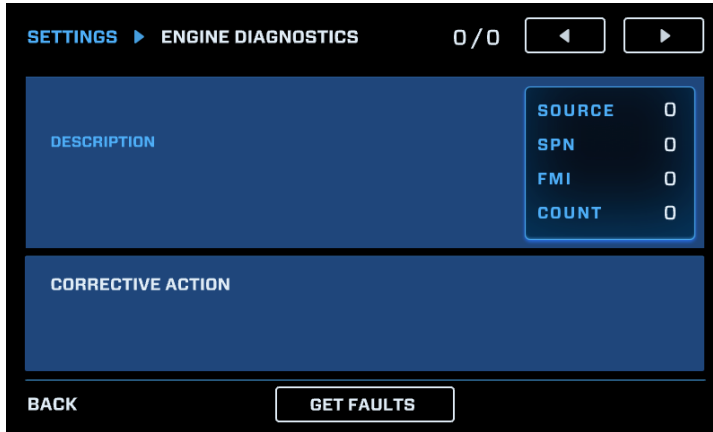 SETTINGS ▶ ENGINE DIAGNOSTICS 0/0 ◀ ▶
DESCRIPTION
SOURCE 0
SPN 0
FMI 0
COUNT 0
CORRECTIVE ACTION
BACK GET FAULTS